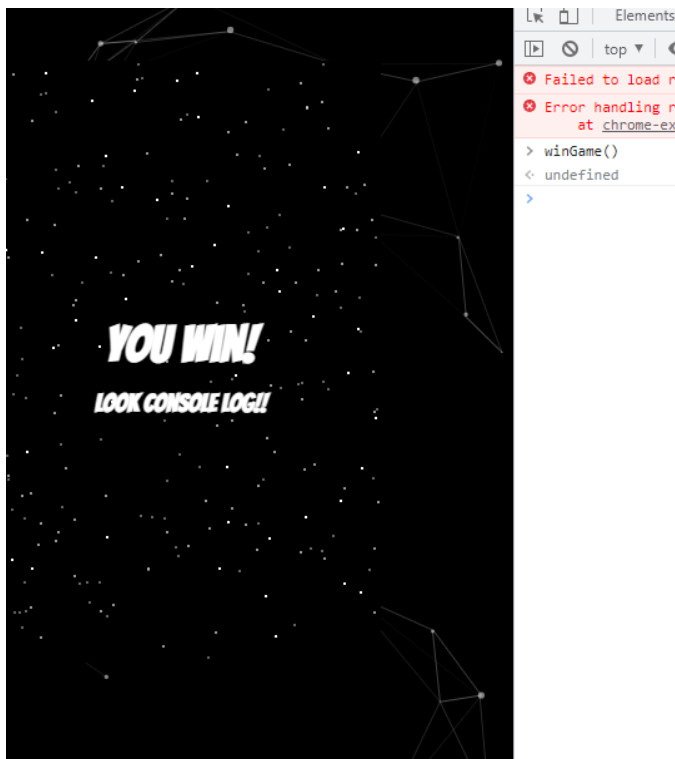 YOU WIN!
LOOK CONSOLE LOG!!
Elements
top
Failed to load r
Error handling r
at chrome-ex
winGame()
undefined